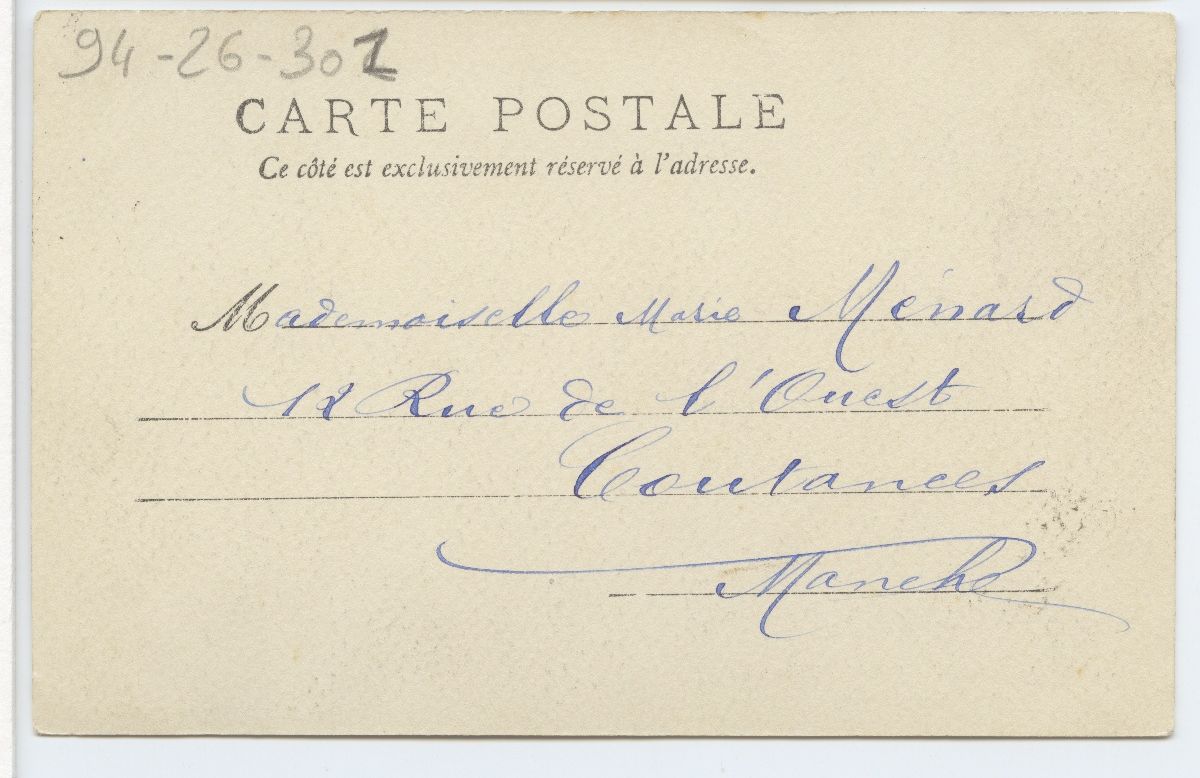 94-26-301
CARTE POSTALE
Ce côté est exclusivement réservé à l'adresse.
Mademoiselle Marie Ménard
12 Rue de l'Ouest
Coutances
Manche